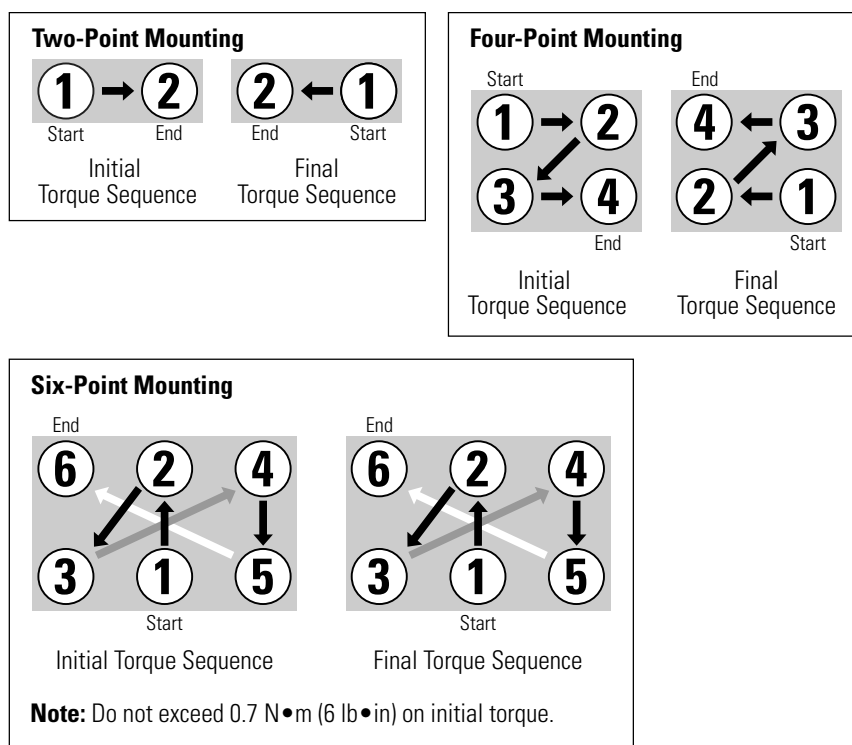 Two-Point Mounting
1 2 2 1
Start End End Start
Initial Final
Torque Sequence Torque Sequence
Four-Point Mounting
Start End
1 2 4 3
3 4 2 1
End Start
Initial Final
Torque Sequence Torque Sequence
Six-Point Mounting
End End
6 2 4 6 2 4
3 1 5 3 1 5
Start Start
Initial Torque Sequence Final Torque Sequence
Note: Do not exceed 0.7 N•m (6 lb•in) on initial torque.